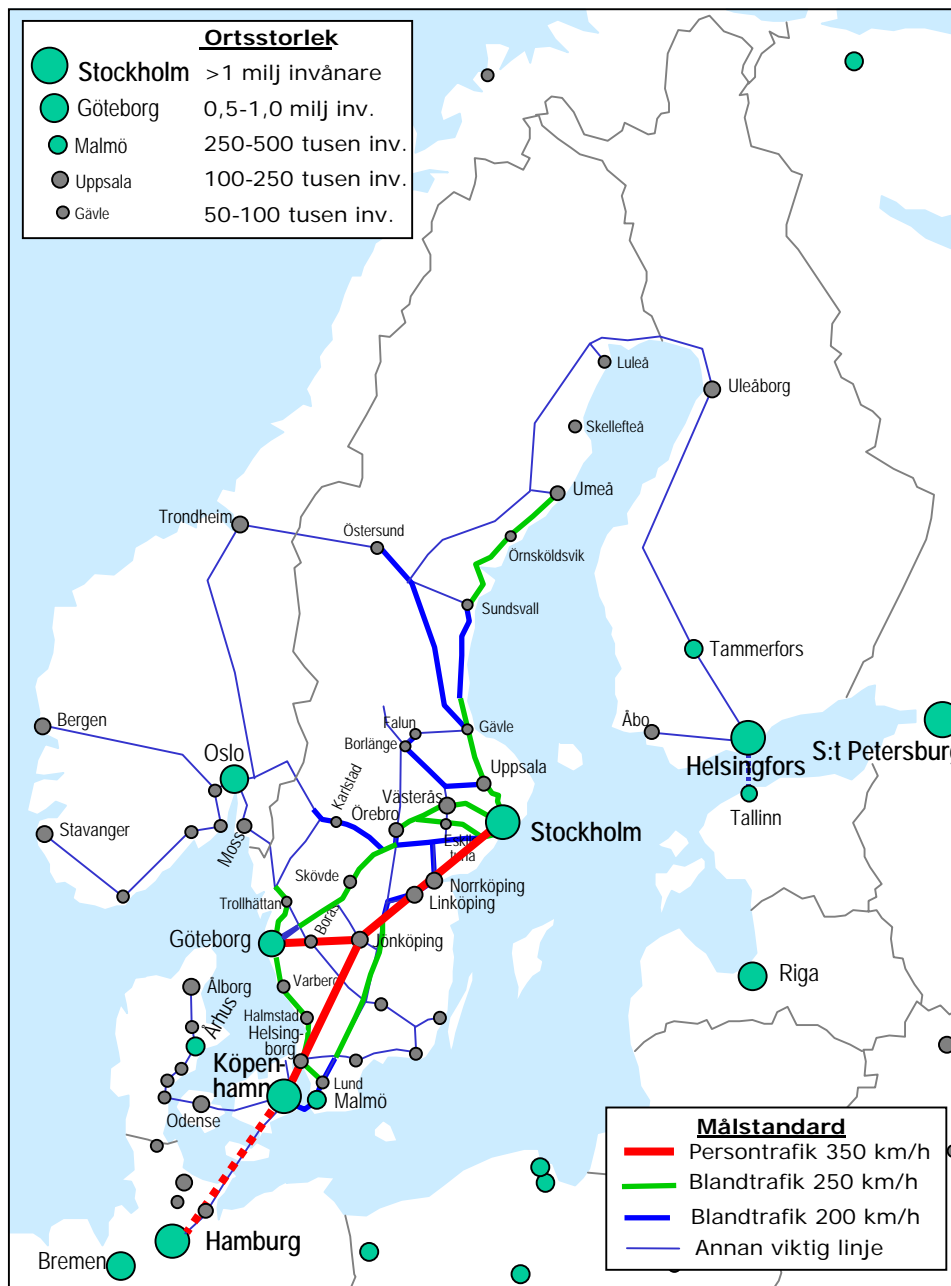 Ortsstorlek
Stockholm >1 milj invånare
Göteborg 0,5-1,0 milj inv.
Malmö 250-500 tusen inv.
Uppsala 100-250 tusen inv.
Gävle 50-100 tusen inv.
Luleå
Uleåborg
Skellefteå
Umeå
Trondheim
Östersund
Örnsköldsvik
Sundsvall
Tammerfors
Bergen
Falun
Gävle
Åbo
Borlänge
Oslo
Helsingfors
S:t Petersburg
Uppsala
Karlstad
Västerås
Tallinn
Örebro
Stavanger
Moss
Stockholm
Eskils
tuna
Skövde
Norrköping
Linköping
Trollhättan
Borås
Göteborg
Jönköping
Riga
Ålborg
Varberg
Århus
Halmstad
Helsing-
borg
Köpen-
hamn
Lund
Malmö
Odense
Hamburg
Bremen
Målstandard
Persontrafik 350 km/h
Blandtrafik 250 km/h
Blandtrafik 200 km/h
Annan viktig linje